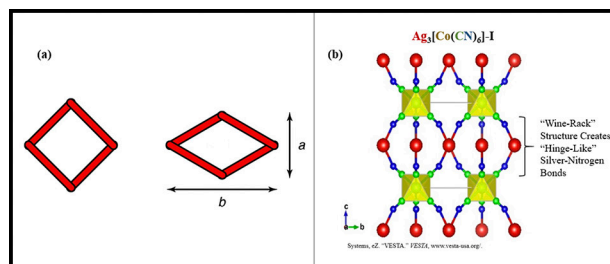 (a)
a
b
Ag3[Co(CN)6]-I
(b)
"Wine-Rack"
Structure Creates
"Hinge-Like"
Silver-Nitrogen
Bonds
c
b
Systems, eZ. "VESTA." VESTA, www.vesta-usa.org/.